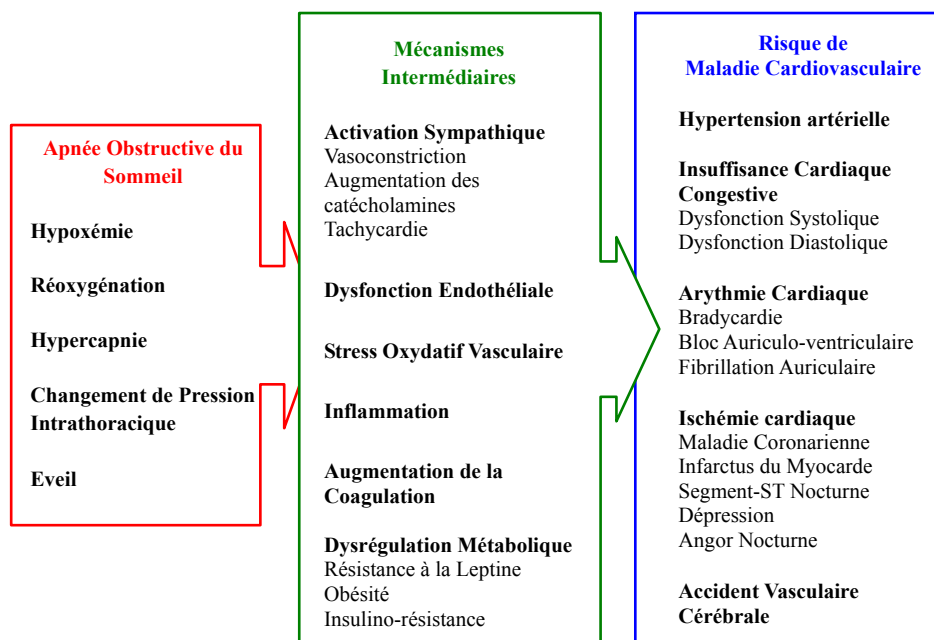 Apnée Obstructive du
Sommeil
Hypoxémie
Réoxygénation
Hypercapnie
Changement de Pression
Intrathoracique
Eveil
Mécanismes
Intermédiaires
Activation Sympathique
Vasoconstriction
Augmentation des
catécholamines
Tachycardie
Dysfonction Endothéliale
Stress Oxydatif Vasculaire
Inflammation
Augmentation de la
Coagulation
Dysrégulation Métabolique
Résistance à la Leptine
Obésité
Insulino-résistance
Risque de
Maladie Cardiovasculaire
Hypertension artérielle
Insuffisance Cardiaque
Congestive
Dysfonction Systolique
Dysfonction Diastolique
Arythmie Cardiaque
Bradycardie
Bloc Auriculo-ventriculaire
Fibrillation Auriculaire
Ischémie cardiaque
Maladie Coronarienne
Infarctus du Myocarde
Segment-ST Nocturne
Dépression
Angor Nocturne
Accident Vasculaire
Cérébrale